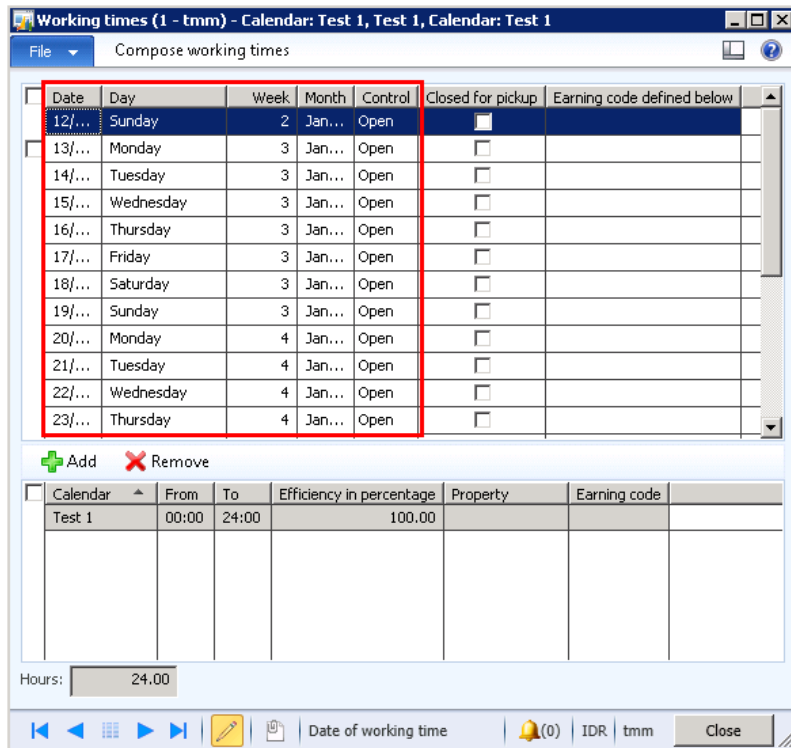 Working times (1 - tmm) - Calendar: Test 1, Test 1, Calendar: Test 1
File Compose working times
Date Day Week Month Control Closed for pickup Earning code defined below
12/... Sunday 2 Jan... Open
13/... Monday 3 Jan... Open
14/... Tuesday 3 Jan... Open
15/... Wednesday 3 Jan... Open
16/... Thursday 3 Jan... Open
17/... Friday 3 Jan... Open
18/... Saturday 3 Jan... Open
19/... Sunday 3 Jan... Open
20/... Monday 4 Jan... Open
21/... Tuesday 4 Jan... Open
22/... Wednesday 4 Jan... Open
23/... Thursday 4 Jan... Open
Add Remove
Calendar From To Efficiency in percentage Property Earning code
Test 1 00:00 24:00 100.00
Hours: 24.00
Date of working time (0) IDR tmm Close